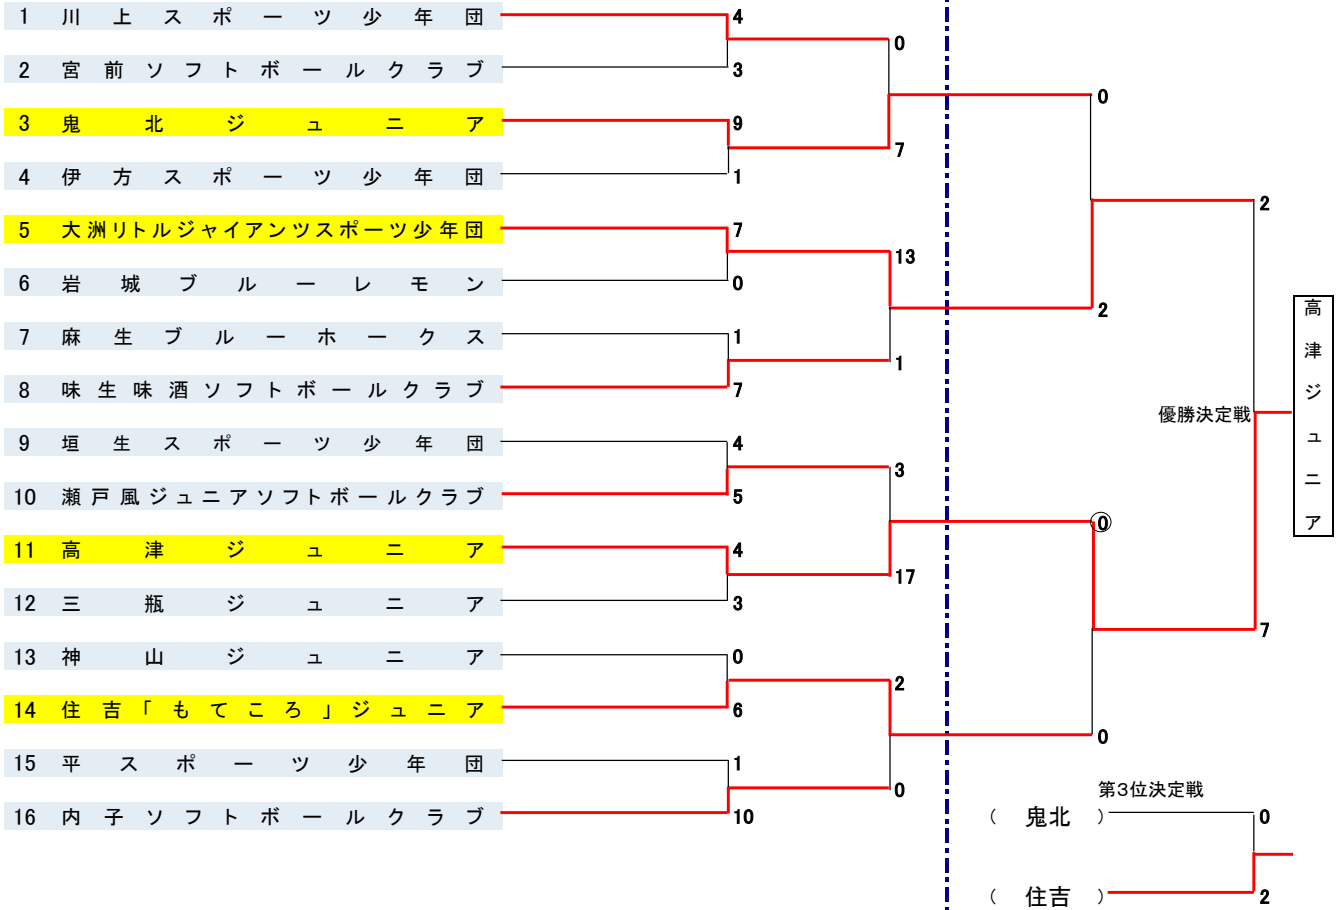 1 川上スポーツ少年団 4
0
2 宮前ソフトボールクラブ 3
0
3 鬼北ジュニア 9
7
4 伊方スポーツ少年団 1
2
5 大洲リトルジャイアンツスポーツ少年団 7
13
6 岩城ブルーレモン 0
2
7 麻生ブルーホークス 1
1
8 味生味酒ソフトボールクラブ 7
優勝決定戦
高津ジュニア
9 垣生スポーツ少年団 4
3
10 瀬戸風ジュニアソフトボールクラブ 5
⓪
11 高津ジュニア 4
17
12 三瓶ジュニア 3
7
13 神山ジュニア 0
2
14 住吉「もてころ」ジュニア 6
0
15 平スポーツ少年団 1
0
16 内子ソフトボールクラブ 10
第3位決定戦
( 鬼北 ) 0
( 住吉 ) 2